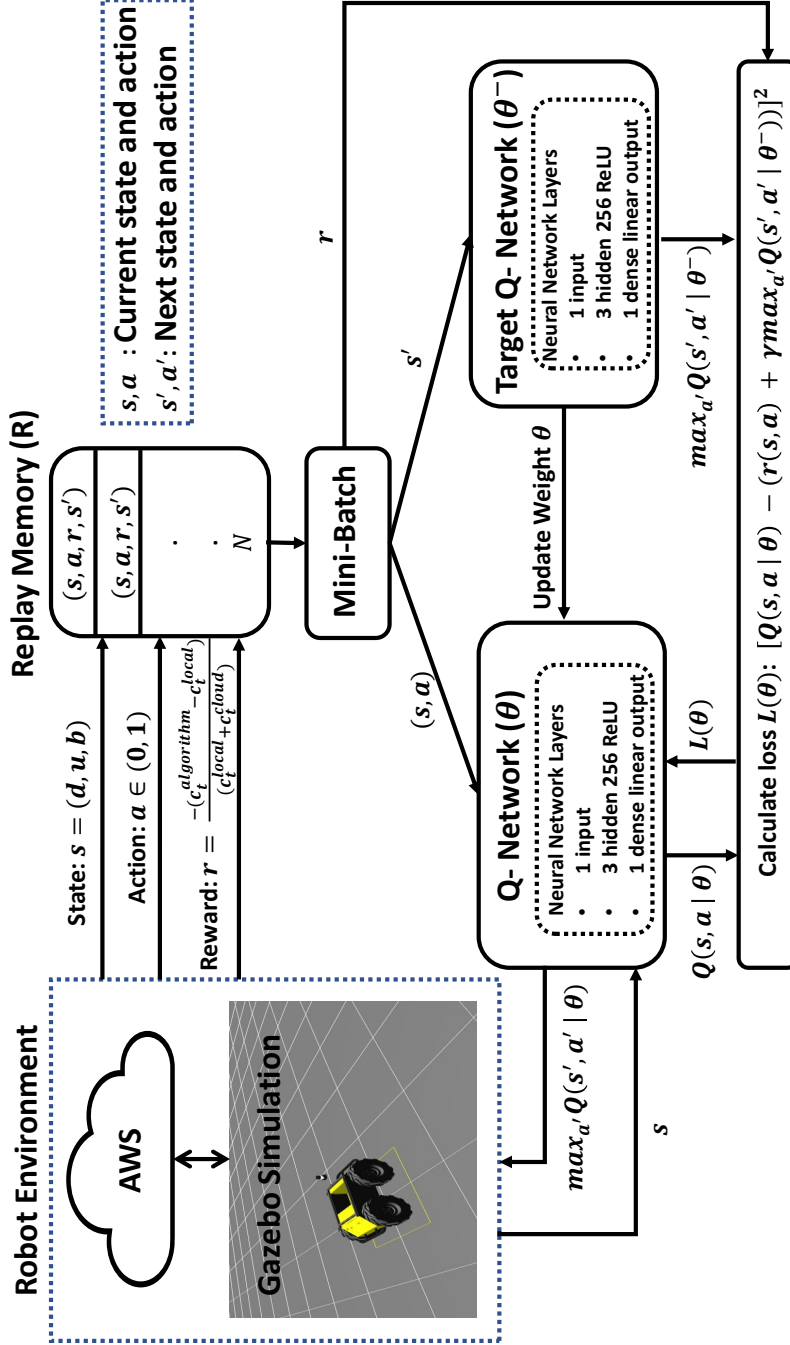 Robot Environment
AWS
Gazebo Simulation
State: s = (d, u, b)
Action: a ∈ (0, 1)
Reward: r = −(c_t^{algorithm} − c_t^{local}) / (c_t^{local} + c_t^{cloud})
Replay Memory (R)
(s, a, r, s′)
(s, a, r, s′)
.
.
N
s, a : Current state and action
s′, a′: Next state and action
Mini-Batch
r
(s, a)
s′
Q- Network (θ)
Neural Network Layers
• 1 input
• 3 hidden 256 ReLU
• 1 dense linear output
Update Weight θ
Target Q- Network (θ⁻)
Neural Network Layers
• 1 input
• 3 hidden 256 ReLU
• 1 dense linear output
max_{a′} Q(s′, a′ | θ)
s
Q(s, a | θ)
L(θ)
max_{a′} Q(s′, a′ | θ⁻)
Calculate loss L(θ): [Q(s, a | θ) − (r(s, a) + γmax_{a′} Q(s′, a′ | θ⁻))]²